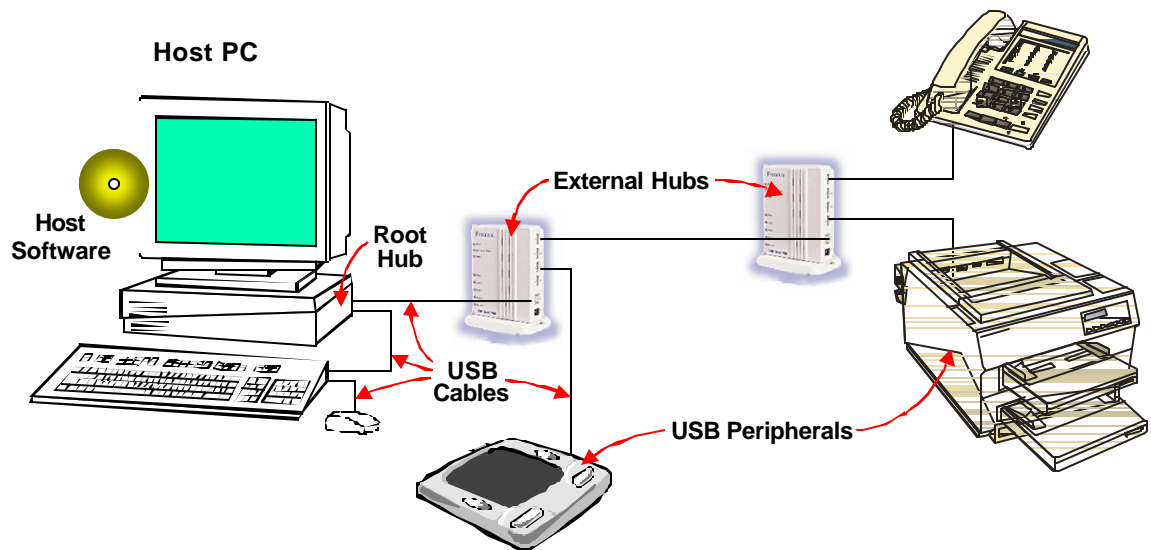 Host PC
External Hubs
Host
Software
Root
Hub
USB
Cables
USB Peripherals